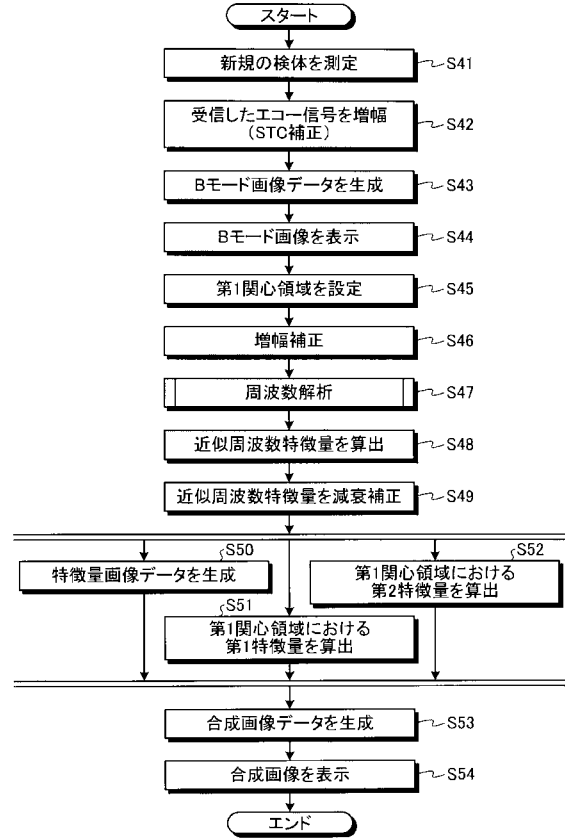 スタート
新規の検体を測定
S41
受信したエコー信号を増幅
(STC補正)
S42
Bモード画像データを生成
S43
Bモード画像を表示
S44
第1関心領域を設定
S45
増幅補正
S46
周波数解析
S47
近似周波数特徴量を算出
S48
近似周波数特徴量を減衰補正
S49
S50
特徴量画像データを生成
S51
第1関心領域における
第1特徴量を算出
S52
第1関心領域における
第2特徴量を算出
合成画像データを生成
S53
合成画像を表示
S54
エンド